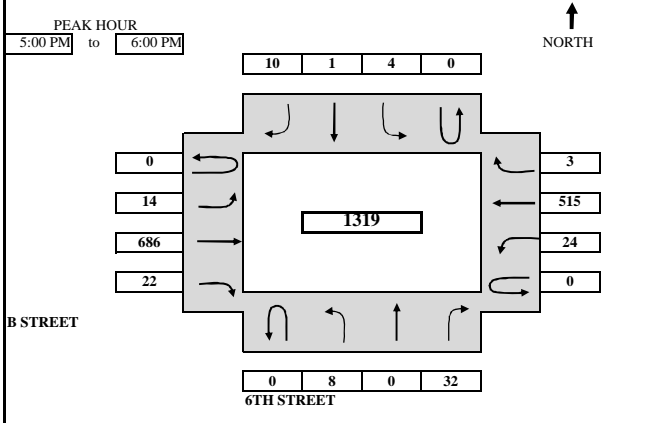 PEAK HOUR
5:00 PM to 6:00 PM
NORTH
10 1 4 0
0 3
14 515
1319
686 24
22 0
B STREET
0 8 0 32
6TH STREET